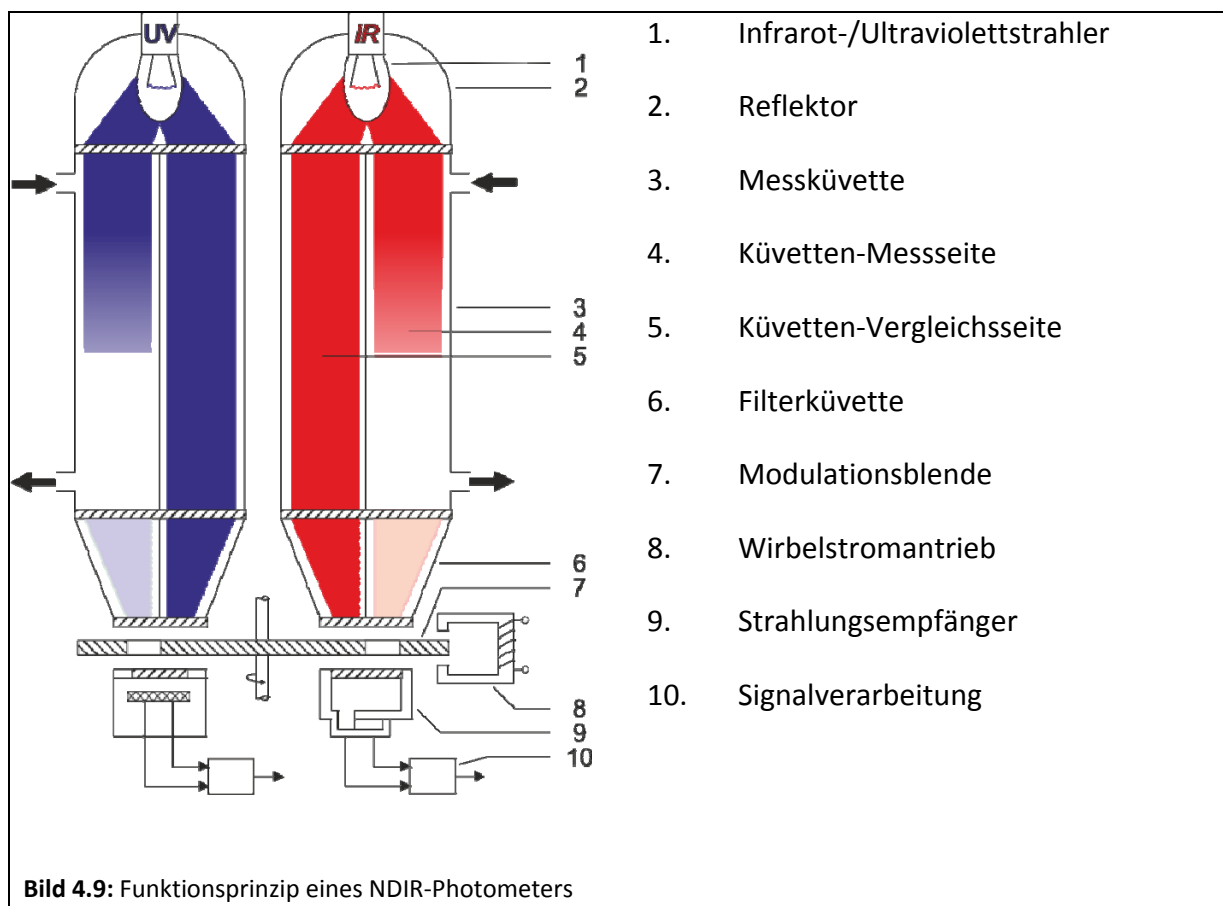 UV
IR
1
2
3
4
5
6
7
8
9
10
1. Infrarot-/Ultraviolettstrahler
2. Reflektor
3. Messküvette
4. Küvetten-Messseite
5. Küvetten-Vergleichsseite
6. Filterküvette
7. Modulationsblende
8. Wirbelstromantrieb
9. Strahlungsempfänger
10. Signalverarbeitung
Bild 4.9: Funktionsprinzip eines NDIR-Photometers